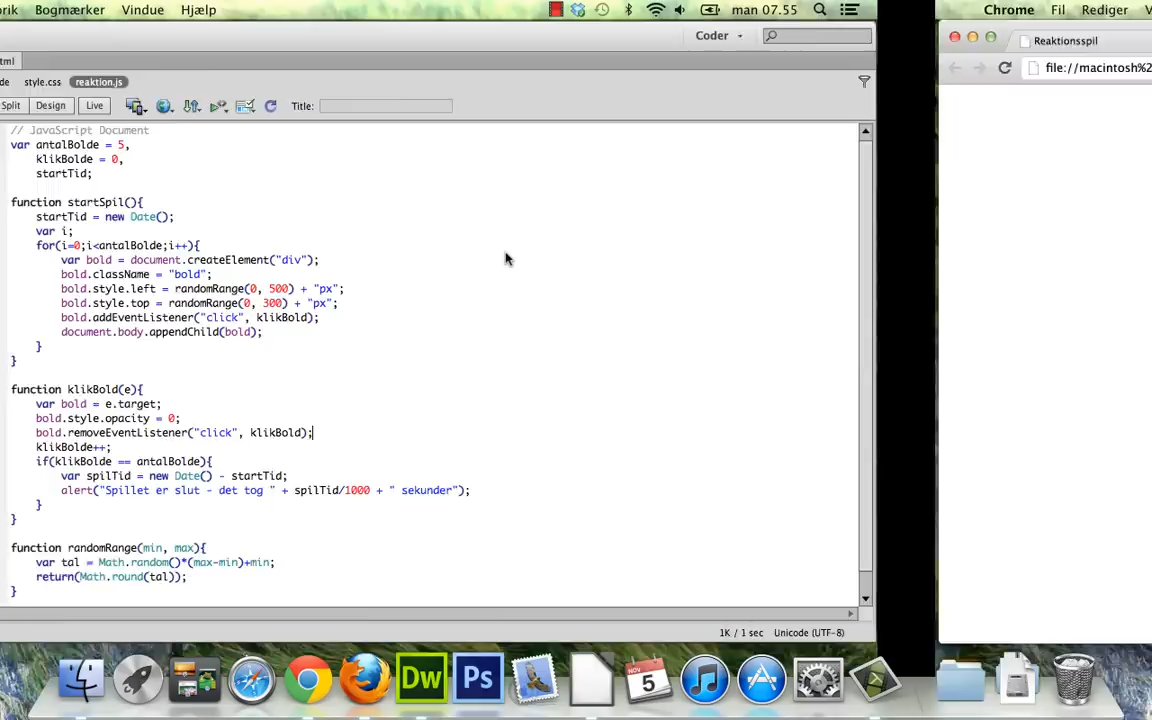 rik Bogmærker Vindue Hjælp man 07.55
Chrome Fil Rediger V
Coder
Reaktionsspil
tml
file://macintosh%2
de style.css reaktion.js
Split Design Live Title:
// JavaScript Document
var antalBolde = 5,
klikBolde = 0,
startTid;
function startSpil(){
startTid = new Date();
var i;
for(i=0;i<antalBolde;i++){
var bold = document.createElement("div");
bold.className = "bold";
bold.style.left = randomRange(0, 500) + "px";
bold.style.top = randomRange(0, 300) + "px";
bold.addEventListener("click", klikBold);
document.body.appendChild(bold);
}
}
function klikBold(e){
var bold = e.target;
bold.style.opacity = 0;
bold.removeEventListener("click", klikBold);
klikBolde++;
if(klikBolde == antalBolde){
var spilTid = new Date() - startTid;
alert("Spillet er slut - det tog " + spilTid/1000 + " sekunder");
}
}
function randomRange(min, max){
var tal = Math.random()*(max-min)+min;
return(Math.round(tal));
}
1K / 1 sec Unicode (UTF-8)
Dw Ps NOV 5